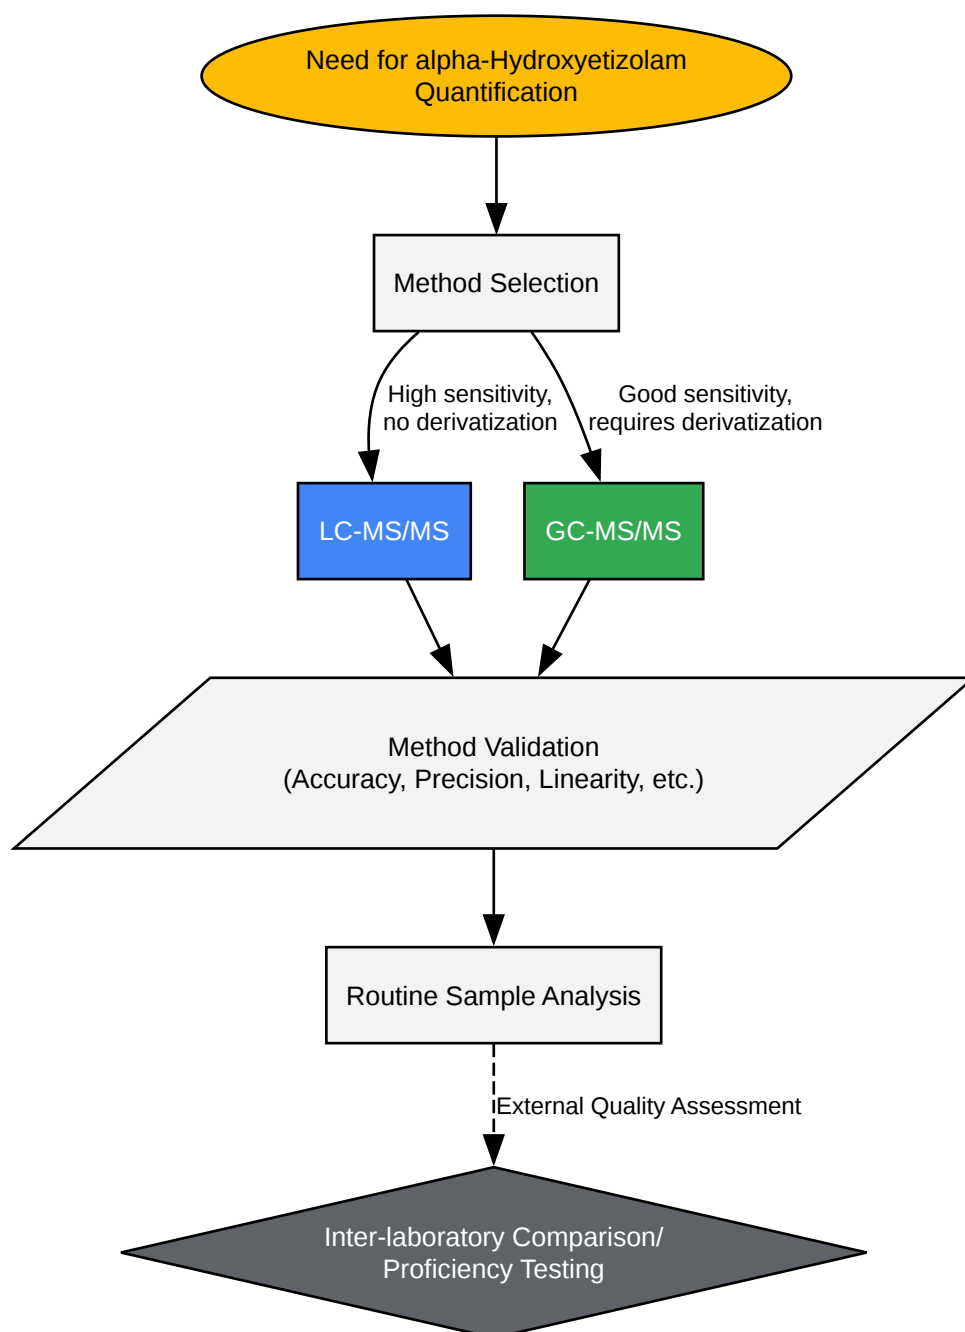 Need for alpha-Hydroxyetizolam
Quantification
Method Selection
High sensitivity,
no derivatization
Good sensitivity,
requires derivatization
LC-MS/MS
GC-MS/MS
Method Validation
(Accuracy, Precision, Linearity, etc.)
Routine Sample Analysis
External Quality Assessment
Inter-laboratory Comparison/
Proficiency Testing